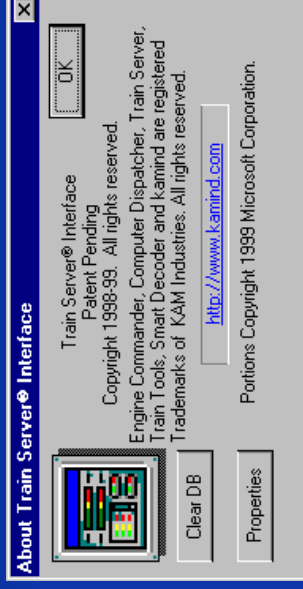 About Train Server® Interface
Train Server® Interface
Patent Pending
Copyright 1998-99. All rights reserved.
OK
Engine Commander, Computer Dispatcher, Train Server,
Train Tools, Smart Decoder and kamind are registered
Trademarks of KAM Industries. All rights reserved.
Clear DB
http://www.kamind.com
Properties
Portions Copyright 1999 Microsoft Corporation.